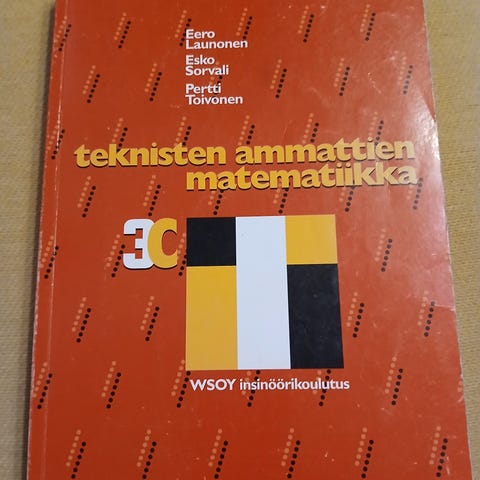 Eero
Launonen
Esko
Sorvali
Pertti
Toivonen
teknisten ammattien
matematiikka
3C
WSOY insinöörikoulutus